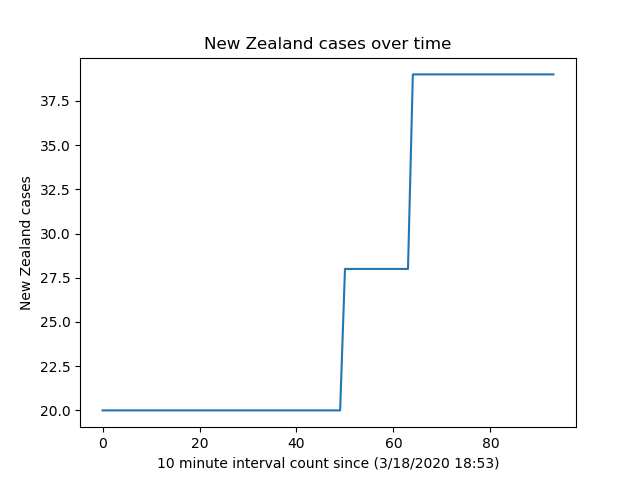 New Zealand cases over time
New Zealand cases
37.5
35.0
32.5
30.0
27.5
25.0
22.5
20.0
0 20 40 60 80
10 minute interval count since (3/18/2020 18:53)